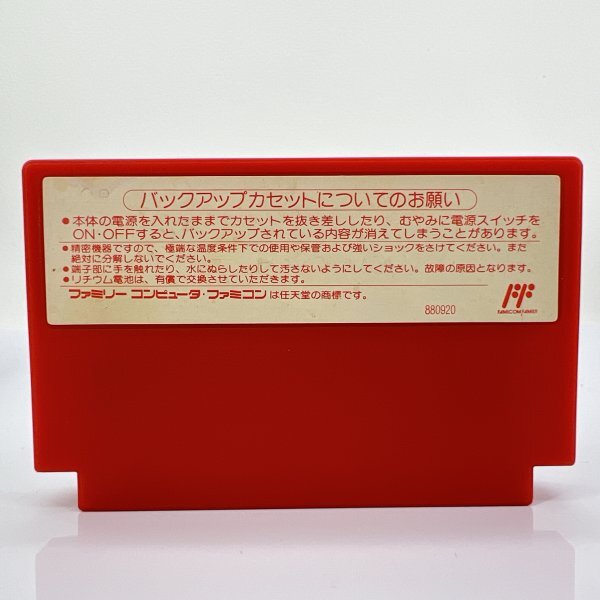 バックアップカセットについてのお願い
●本体の電源を入れたままでカセットを抜き差ししたり、むやみに電源スイッチを
ON・OFFすると、バックアップされている内容が消えてしまうことがあります。
●精密機器ですので、極端な温度条件下での使用や保管および強いショックをさけてください。また
絶対に分解しないでください。
●端子部に手を触れたり、水にぬらしたりして汚さないようにしてください。故障の原因となります。
●リチウム電池は、有償で交換させていただきます。
ファミリーコンピュータ・ファミコンは任天堂の商標です。
880920
FAMICOM FAMILY